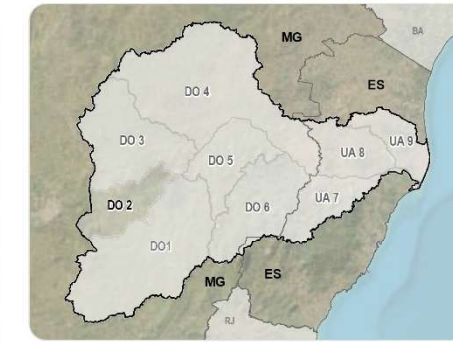 BA
MG
ES
DO 4
DO 3
UA 9
UA 8
DO 5
DO 2
DO 6
UA 7
DO1
MG
ES
RJ